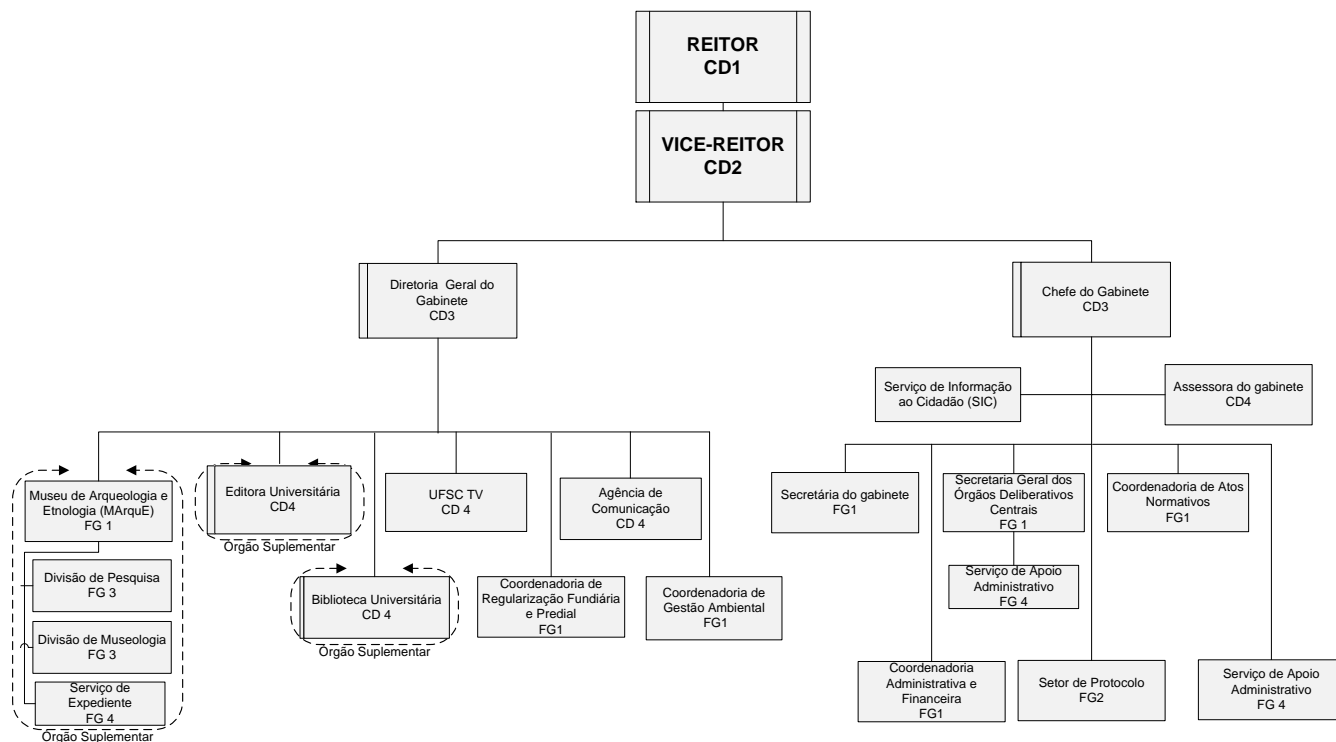 REITOR
CD1
VICE-REITOR
CD2
Diretoria Geral do
Gabinete
CD3
Chefe do Gabinete
CD3
Serviço de Informação
ao Cidadão (SIC)
Assessora do gabinete
CD4
Museu de Arqueologia e
Etnologia (MArquE)
FG 1
Divisão de Pesquisa
FG 3
Divisão de Museologia
FG 3
Serviço de
Expediente
FG 4
Órgão Suplementar
Editora Universitária
CD4
Órgão Suplementar
Biblioteca Universitária
CD 4
Órgão Suplementar
UFSC TV
CD 4
Coordenadoria de
Regularização Fundiária
e Predial
FG1
Agência de
Comunicação
CD 4
Coordenadoria de
Gestão Ambiental
FG1
Secretária do gabinete
FG1
Secretaria Geral dos
Órgãos Deliberativos
Centrais
FG 1
Serviço de Apoio
Administrativo
FG 4
Coordenadoria de Atos
Normativos
FG1
Coordenadoria
Administrativa e
Financeira
FG1
Setor de Protocolo
FG2
Serviço de Apoio
Administrativo
FG 4